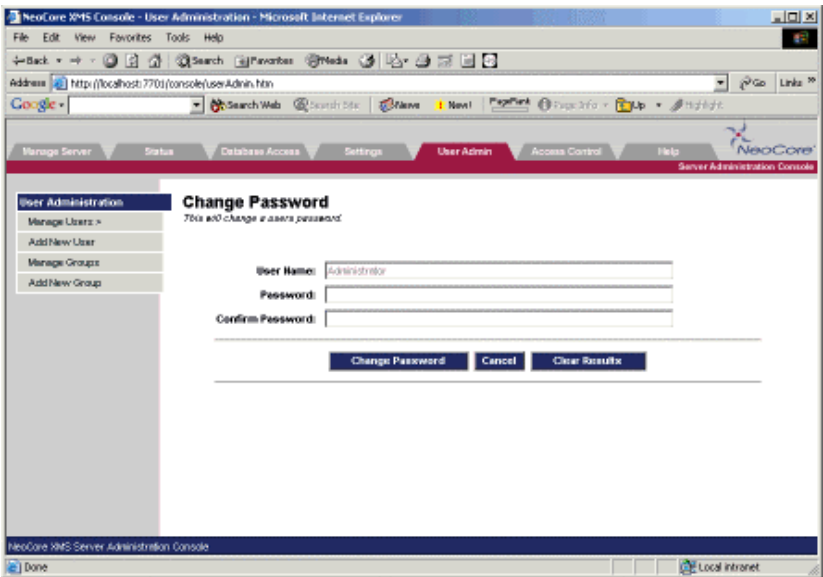 NeoCore XMS Console - User Administration - Microsoft Internet Explorer
File Edit View Favorites Tools Help
Back Search Favorites Media
Address http://localhost:7701/console/userAdmin.htm Go Links »
Google Search Web Search Site News New! PageRank Page Info Up Highlight
NeoCore
Manage Server Status Database Access Settings User Admin Access Control Help
Server Administration Console
User Administration
Manage Users >
Add New User
Manage Groups
Add New Group
Change Password
This will change a users password.
User Name: Administrator
Password:
Confirm Password:
Change Password Cancel Clear Results
NeoCore XMS Server Administration Console
Done Local intranet